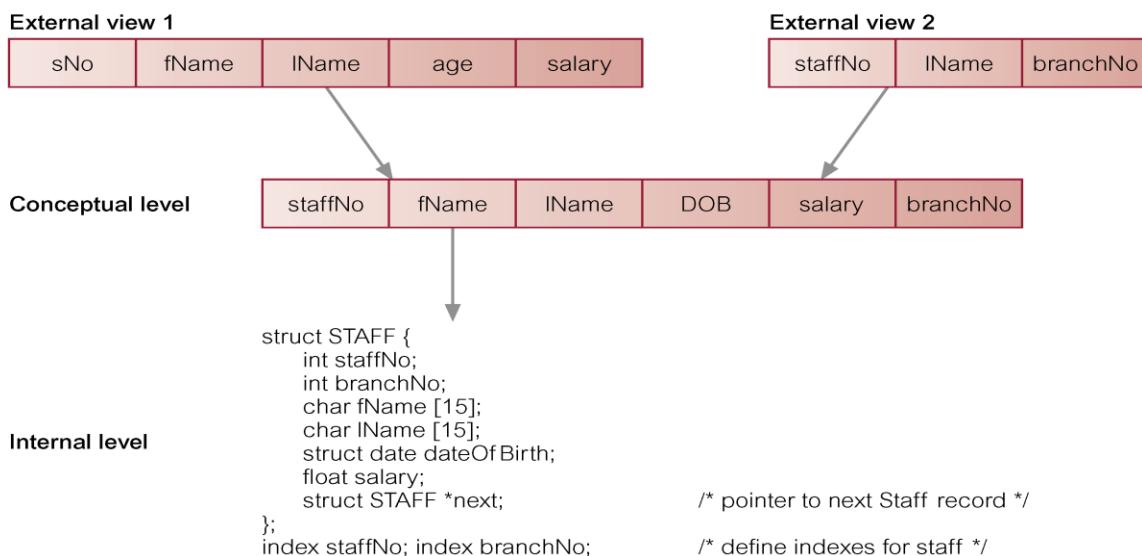 External view 1
External view 2
sNo fName lName age salary
staffNo lName branchNo
Conceptual level
staffNo fName lName DOB salary branchNo
Internal level
struct STAFF {
int staffNo;
int branchNo;
char fName [15];
char lName [15];
struct date dateOfBirth;
float salary;
struct STAFF *next; /* pointer to next Staff record */
};
index staffNo; index branchNo; /* define indexes for staff */